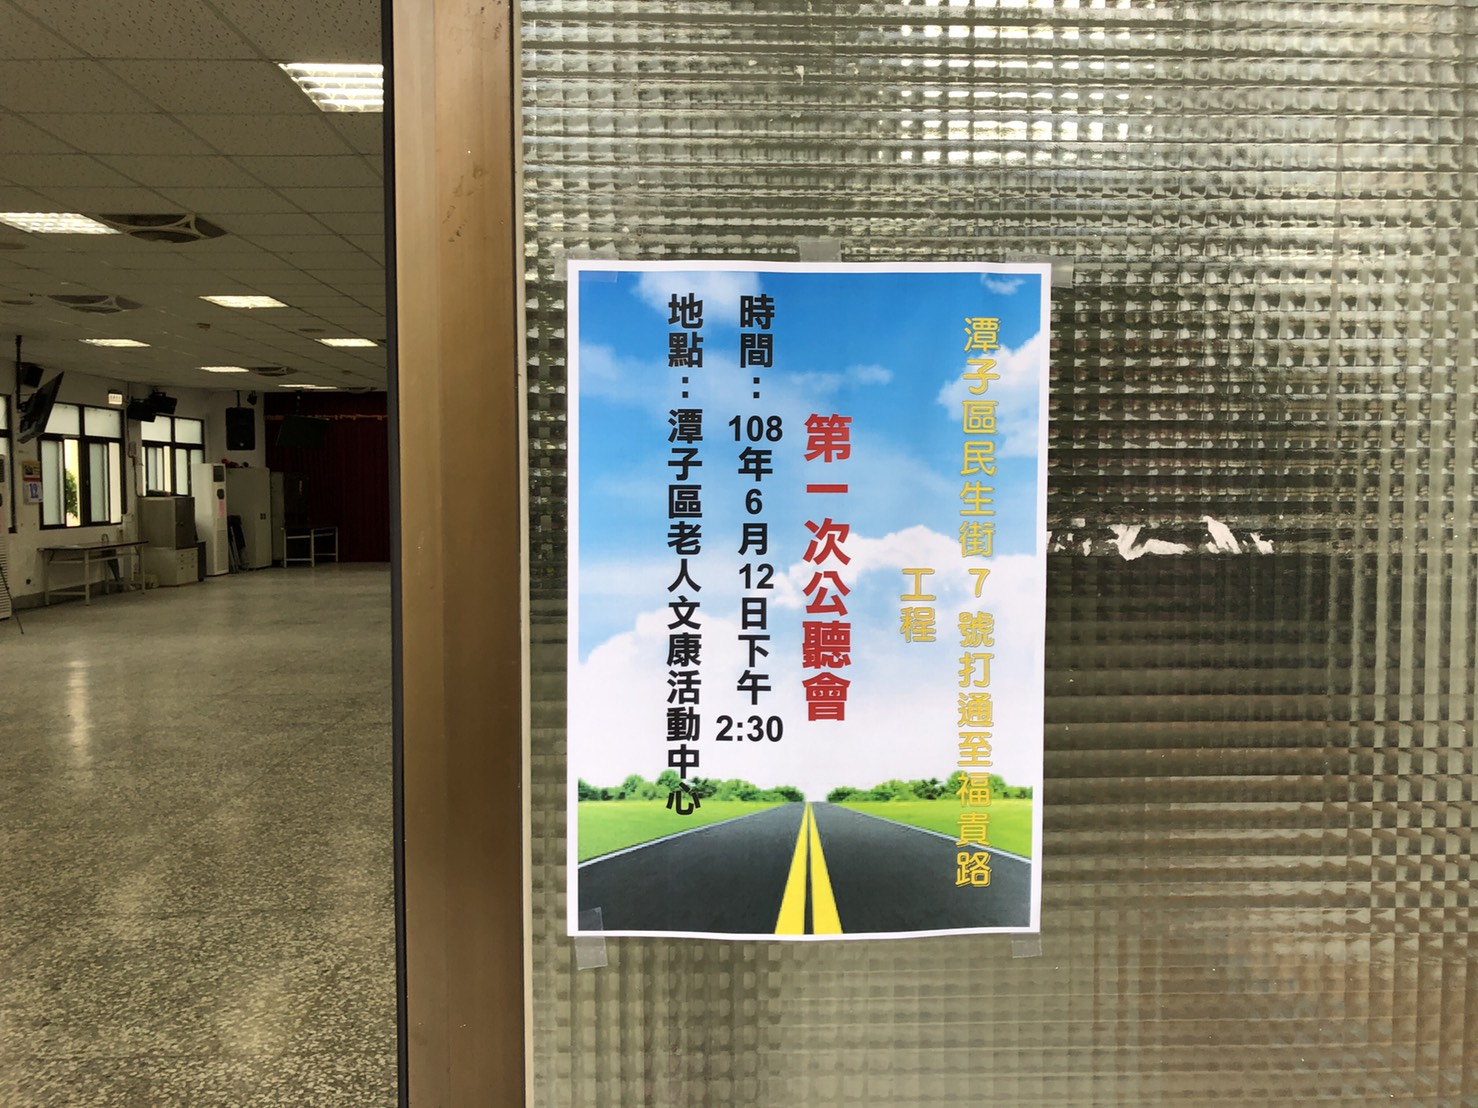 潭子區民生街7號打通至福貴路
工程
第一次公聽會
時間：108年6月12日下午2:30
地點：潭子區老人文康活動中心
12